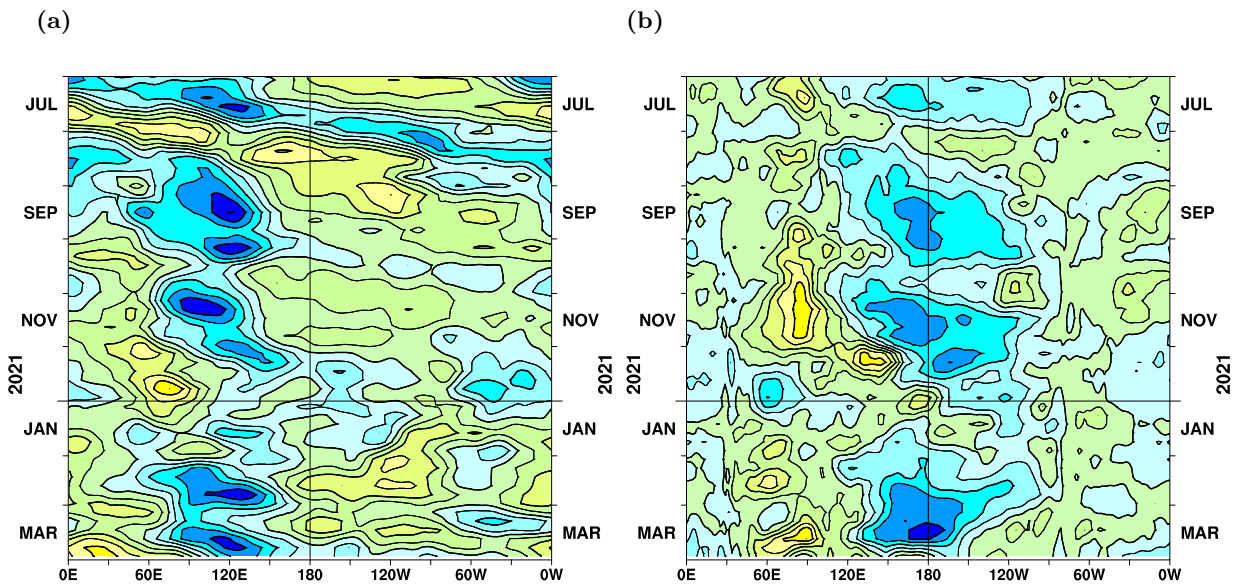 (a) (b)
JUL JUL JUL JUL
SEP SEP SEP SEP
NOV NOV NOV NOV
2021 2021 2021 2021
JAN JAN JAN JAN
MAR MAR MAR MAR
0E 60E 120E 180 120W 60W 0W 0E 60E 120E 180 120W 60W 0W